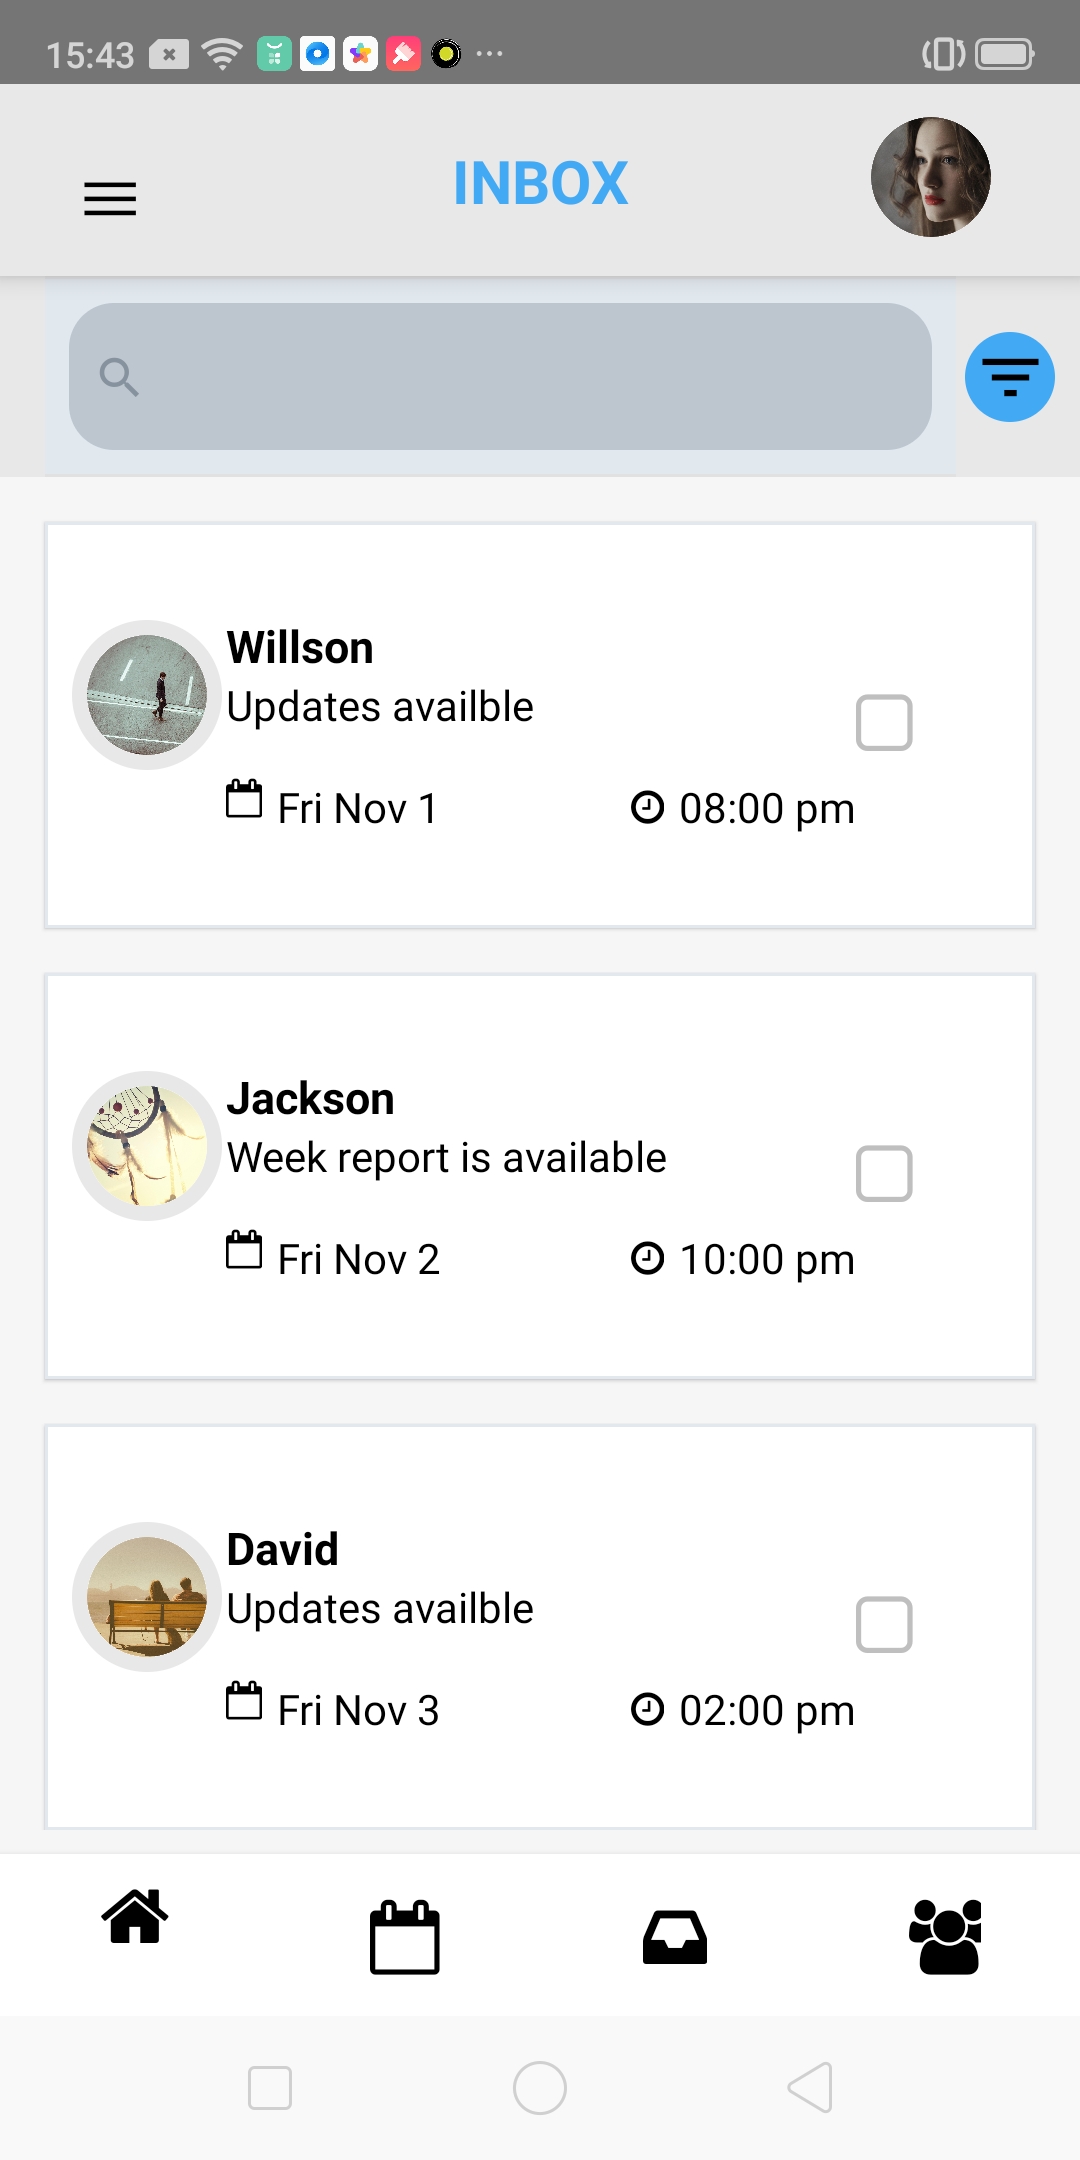 15:43
INBOX
Willson
Updates availble
Fri Nov 1 08:00 pm
Jackson
Week report is available
Fri Nov 2 10:00 pm
David
Updates availble
Fri Nov 3 02:00 pm